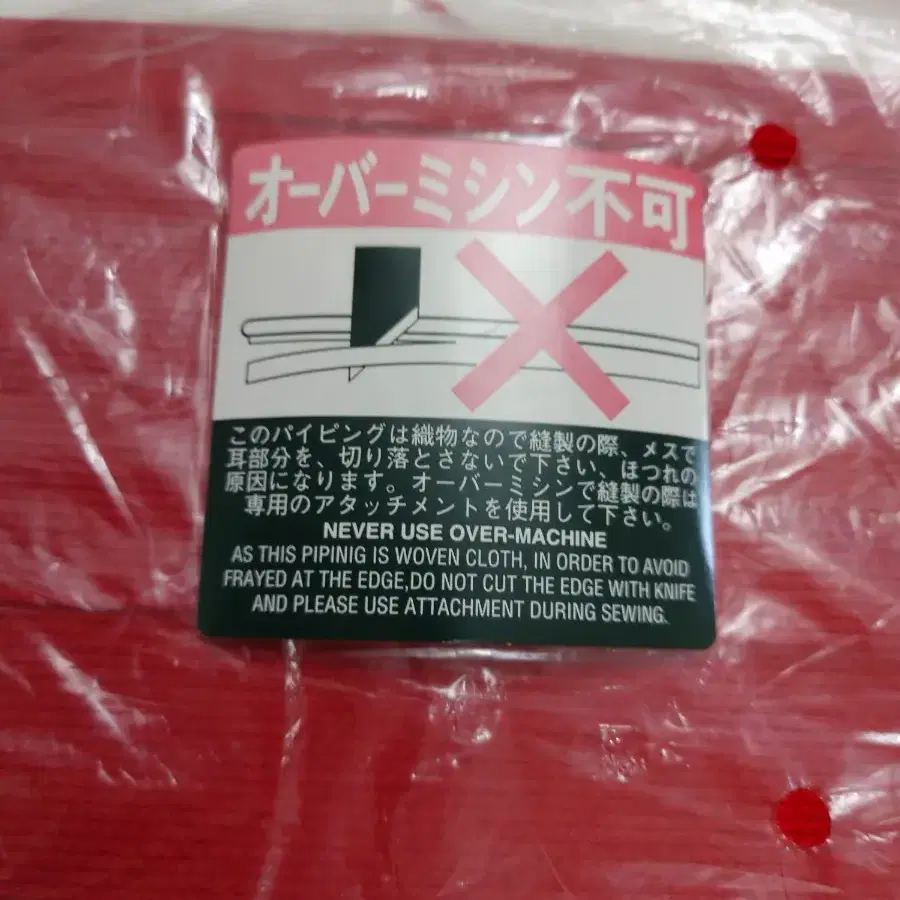 オーバーミシン不可
このパイピングは織物なので縫製の際、メスで
耳部分を、切り落とさないで下さい、ほつれの
原因になります。オーバーミシンで縫製の際は
専用のアタッチメントを使用して下さい。
NEVER USE OVER-MACHINE
AS THIS PIPINIG IS WOVEN CLOTH, IN ORDER TO AVOID
FRAYED AT THE EDGE,DO NOT CUT THE EDGE WITH KNIFE
AND PLEASE USE ATTACHMENT DURING SEWING.